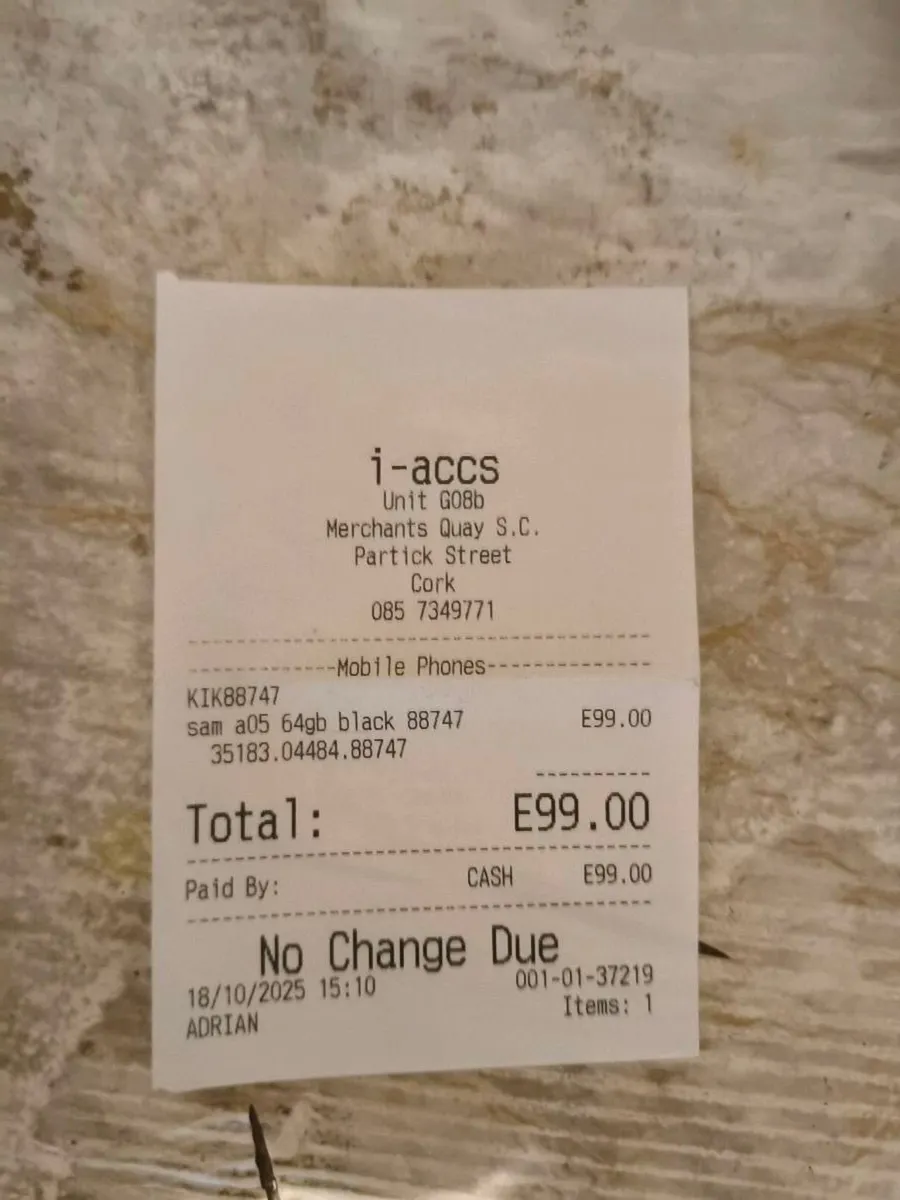 i-accs
Unit G08b
Merchants Quay S.C.
Partick Street
Cork
085 7349771
------------Mobile Phones-------------
KIK88747
sam a05 64gb black 88747 E99.00
35183.04484.88747
Total: E99.00
Paid By: CASH E99.00
No Change Due
18/10/2025 15:10 001-01-37219
ADRIAN Items: 1